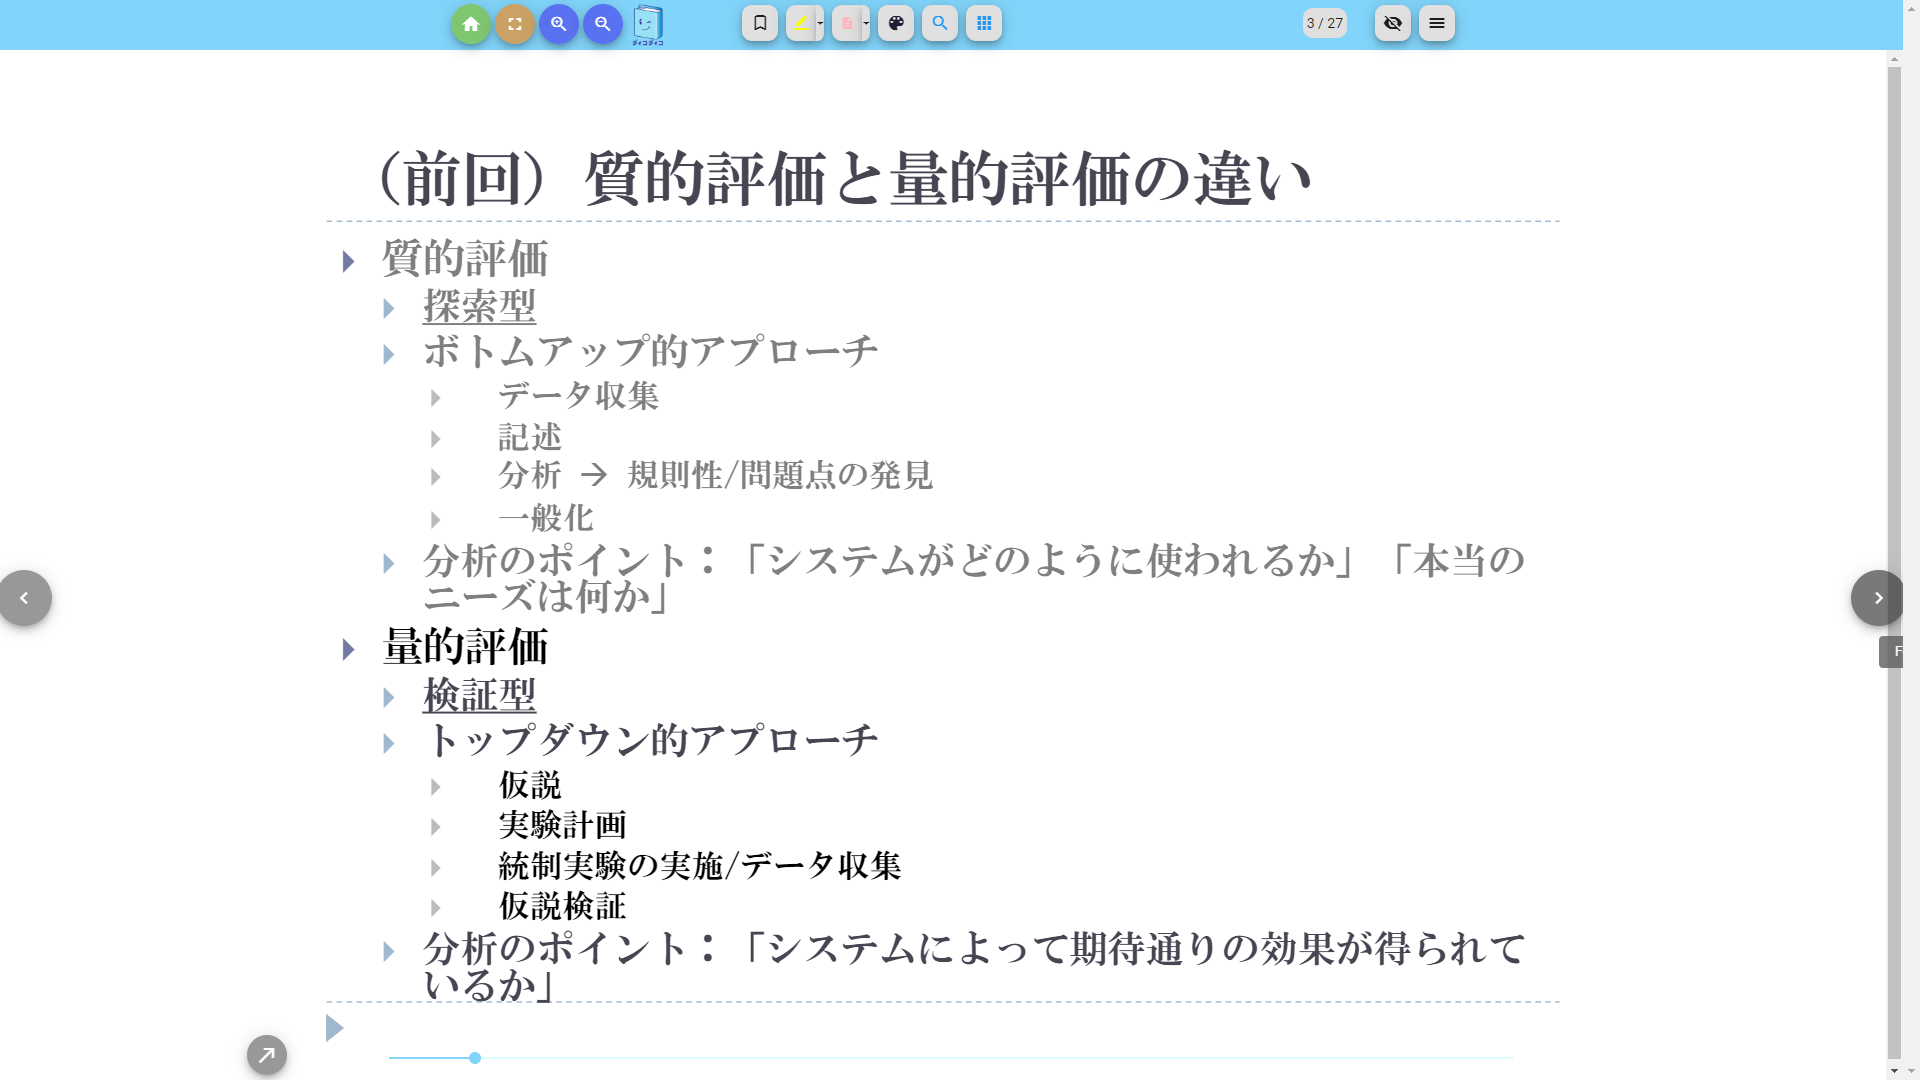 ダイコダイコ
3 / 27
（前回）質的評価と量的評価の違い
質的評価
探索型
ボトムアップ的アプローチ
データ収集
記述
分析 → 規則性/問題点の発見
一般化
分析のポイント：「システムがどのように使われるか」「本当の
ニーズは何か」
量的評価
検証型
トップダウン的アプローチ
仮説
実験計画
統制実験の実施/データ収集
仮説検証
分析のポイント：「システムによって期待通りの効果が得られて
いるか」
F